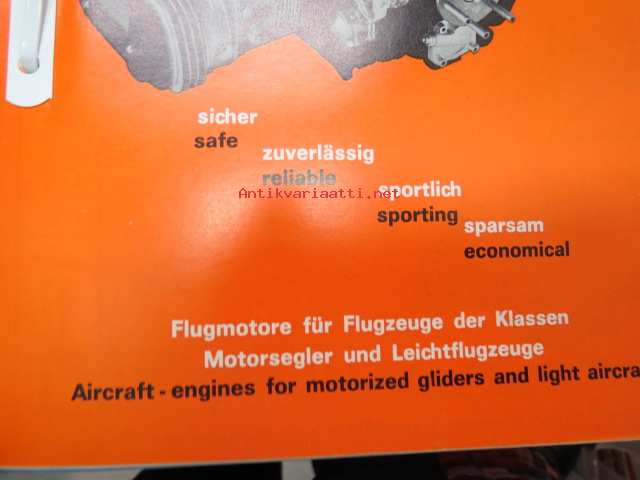 sicher
safe
zuverlässig
reliable
Antikvariaatti.net
sportlich
sporting
sparsam
economical
Flugmotore für Flugzeuge der Klassen
Motorsegler und Leichtflugzeuge
Aircraft - engines for motorized gliders and light aircra